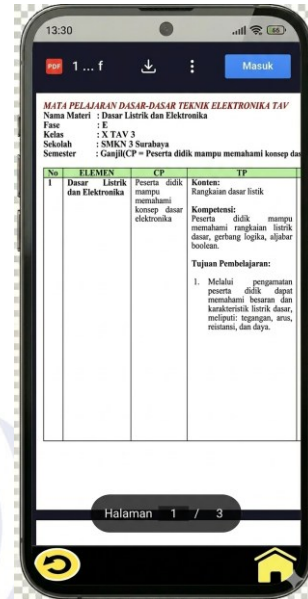 13:30
46
PDF 1 ... f Masuk
MATA PELAJARAN DASAR-DASAR TEKNIK ELEKTRONIKA TAV
Nama Materi : Dasar Listrik dan Elektronika
Fase : E
Kelas : X TAV 3
Sekolah : SMKN 3 Surabaya
Semester : Ganjil(CP = Peserta didik mampu memahami konsep das
No ELEMEN CP TP
1 Dasar Listrik dan Elektronika
Peserta didik
mampu
memahami
konsep dasar
elektronika
Konten:
Rangkaian dasar listik
Kompetensi:
Peserta didik mampu
memahami rangkaian listrik
dasar, gerbang logika, aljabar
boolean.
Tujuan Pembelajaran:
1. Melalui pengamatan
peserta didik dapat
memahami besaran dan
karakteristik listrik dasar,
meliputi: tegangan, arus,
reistansi, dan daya.
Halaman 1 / 3